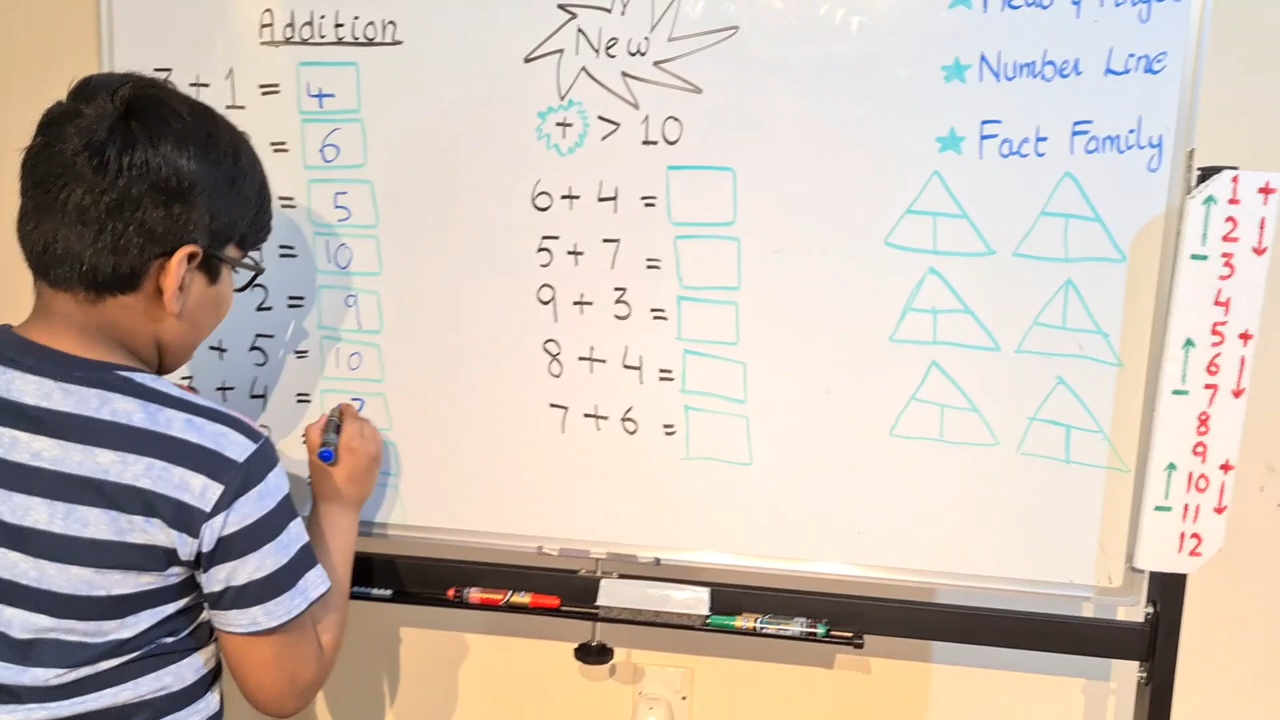 Addition
3 + 1 = 4
= 6
= 5
= 10
2 = 9
+ 5 = 10
3 + 4 = 7
=
New
+ > 10
6 + 4 =
5 + 7 =
9 + 3 =
8 + 4 =
7 + 6 =
Number Line
Fact Family
1 +
2
- 3
4
5 +
6
- 7
8
9
10 +
- 11
12